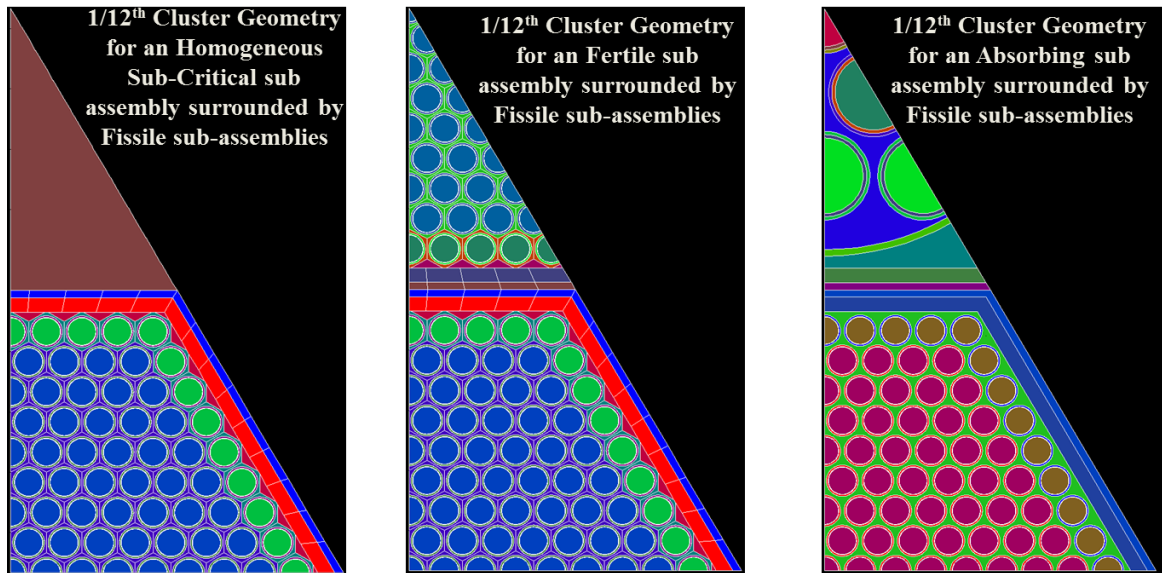 1/12th Cluster Geometry
for an Homogeneous
Sub-Critical sub
assembly surrounded by
Fissile sub-assemblies
1/12th Cluster Geometry
for an Fertile sub
assembly surrounded by
Fissile sub-assemblies
1/12th Cluster Geometry
for an Absorbing sub
assembly surrounded by
Fissile sub-assemblies